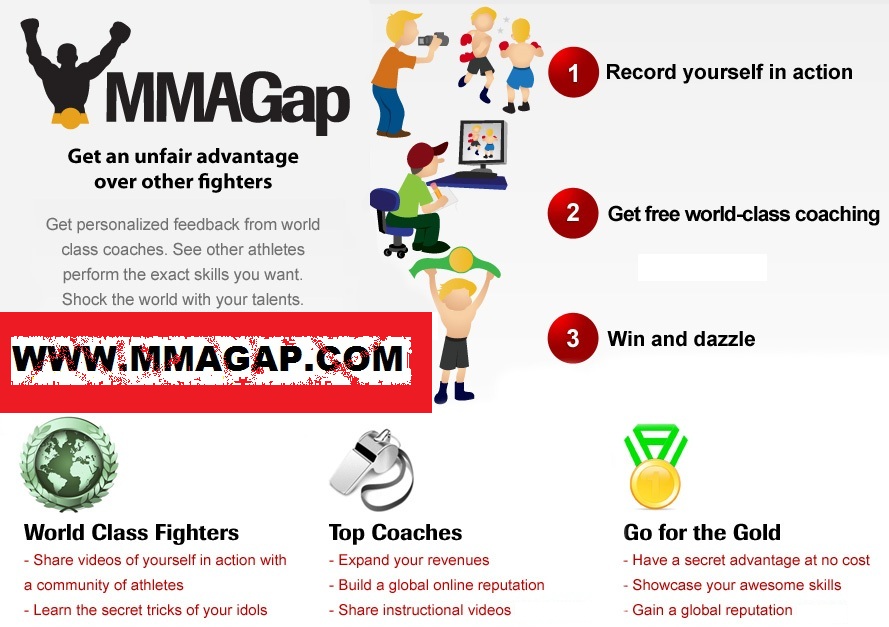 MMAGap
Get an unfair advantage
over other fighters
Get personalized feedback from world
class coaches. See other athletes
perform the exact skills you want.
Shock the world with your talents.
WWW.MMAGAP.COM
1 Record yourself in action
2 Get free world-class coaching
3 Win and dazzle
World Class Fighters
- Share videos of yourself in action with
a community of athletes
- Learn the secret tricks of your idols
Top Coaches
- Expand your revenues
- Build a global online reputation
- Share instructional videos
1
Go for the Gold
- Have a secret advantage at no cost
- Showcase your awesome skills
- Gain a global reputation